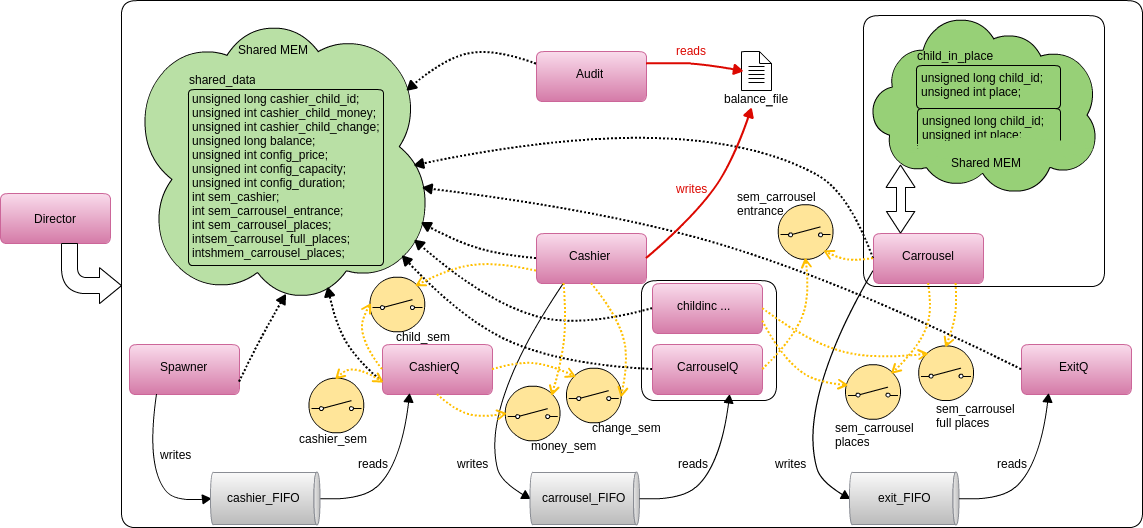 Shared MEM
shared_data
unsigned long cashier_child_id;
unsigned int cashier_child_money;
unsigned int cashier_child_change;
unsigned long balance;
unsigned int config_price;
unsigned int config_capacity;
unsigned int config_duration;
int sem_cashier;
int sem_carrousel_entrance;
int sem_carrousel_places;
intsem_carrousel_full_places;
intshmem_carrousel_places;
Audit
reads
balance_file
writes
child_in_place
unsigned long child_id;
unsigned int place;
unsigned long child_id;
unsigned int place;
Shared MEM
Director
sem_carrousel
entrance
Cashier
Carrousel
child_sem
childinc ...
Spawner
CashierQ
CarrouselQ
ExitQ
cashier_sem
money_sem
change_sem
sem_carrousel
places
sem_carrousel
full places
writes
reads
writes
reads
writes
reads
cashier_FIFO
carrousel_FIFO
exit_FIFO